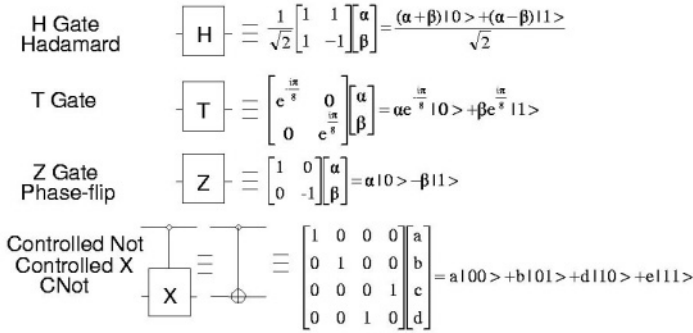 H Gate
Hadamard
H ≡ 1/√2 [1 1; 1 -1] [α; β] = (α+β)|0>+(α−β)|1> / √2
T Gate
T ≡ [e^(iπ/8) 0; 0 e^(iπ/8)] [α; β] = αe^(iπ/8)|0>+βe^(iπ/8)|1>
Z Gate
Phase-flip
Z ≡ [1 0; 0 -1] [α; β] = α|0>-β|1>
Controlled Not
Controlled X
CNot
X ≡ ≡ [1 0 0 0; 0 1 0 0; 0 0 0 1; 0 0 1 0] [a; b; c; d] = a|00>+b|01>+d|10>+e|11>